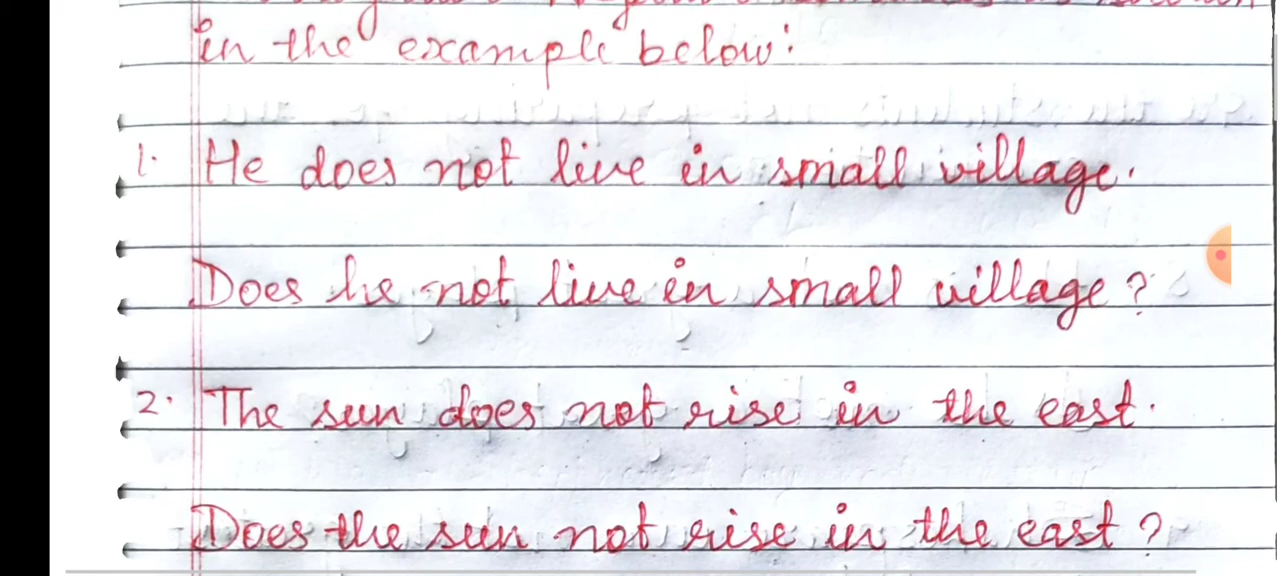 in the example below:
1. He does not live in small village.
Does he not live in small village?
2. The sun does not rise in the east.
Does the sun not rise in the east?